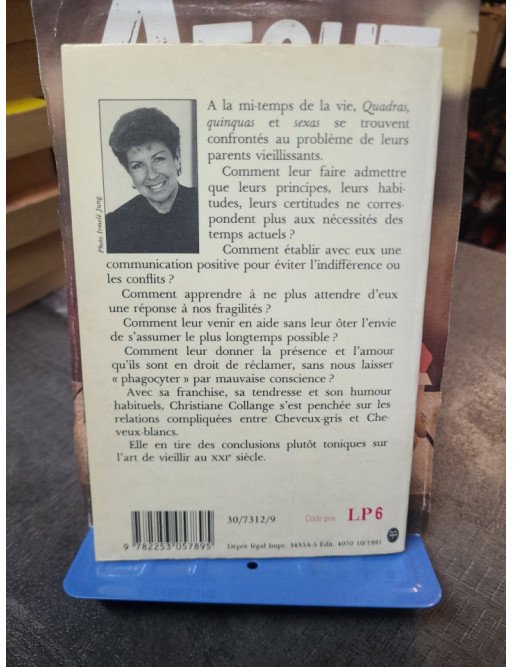 ATOUT
A la mi-temps de la vie, Quadras,
quinquas et sexas se trouvent
confrontés au problème de leurs
parents vieillissants.
Comment leur faire admettre
que leurs principes, leurs habi-
tudes, leurs certitudes ne corres-
pondent plus aux nécessités des
temps actuels ?
Photo Irmeli Jung
Comment établir avec eux une
communication positive pour éviter l'indifférence ou
les conflits ?
Comment apprendre à ne plus attendre d'eux
une réponse à nos fragilités ?
Comment leur venir en aide sans leur ôter l'envie
de s'assumer le plus longtemps possible ?
Comment leur donner la présence et l'amour
qu'ils sont en droit de réclamer, sans nous laisser
« phagocyter » par mauvaise conscience ?
Avec sa franchise, sa tendresse et son humour
habituels, Christiane Collange s'est penchée sur les
relations compliquées entre Cheveux-gris et Che-
veux-blancs.
Elle en tire des conclusions plutôt toniques sur
l'art de vieillir au XXIe siècle.
30/7312/9
Code prix LP 6
9 782253 057895
Dépôt légal Impr. 3455A-5 Édit. 4070 10/1991